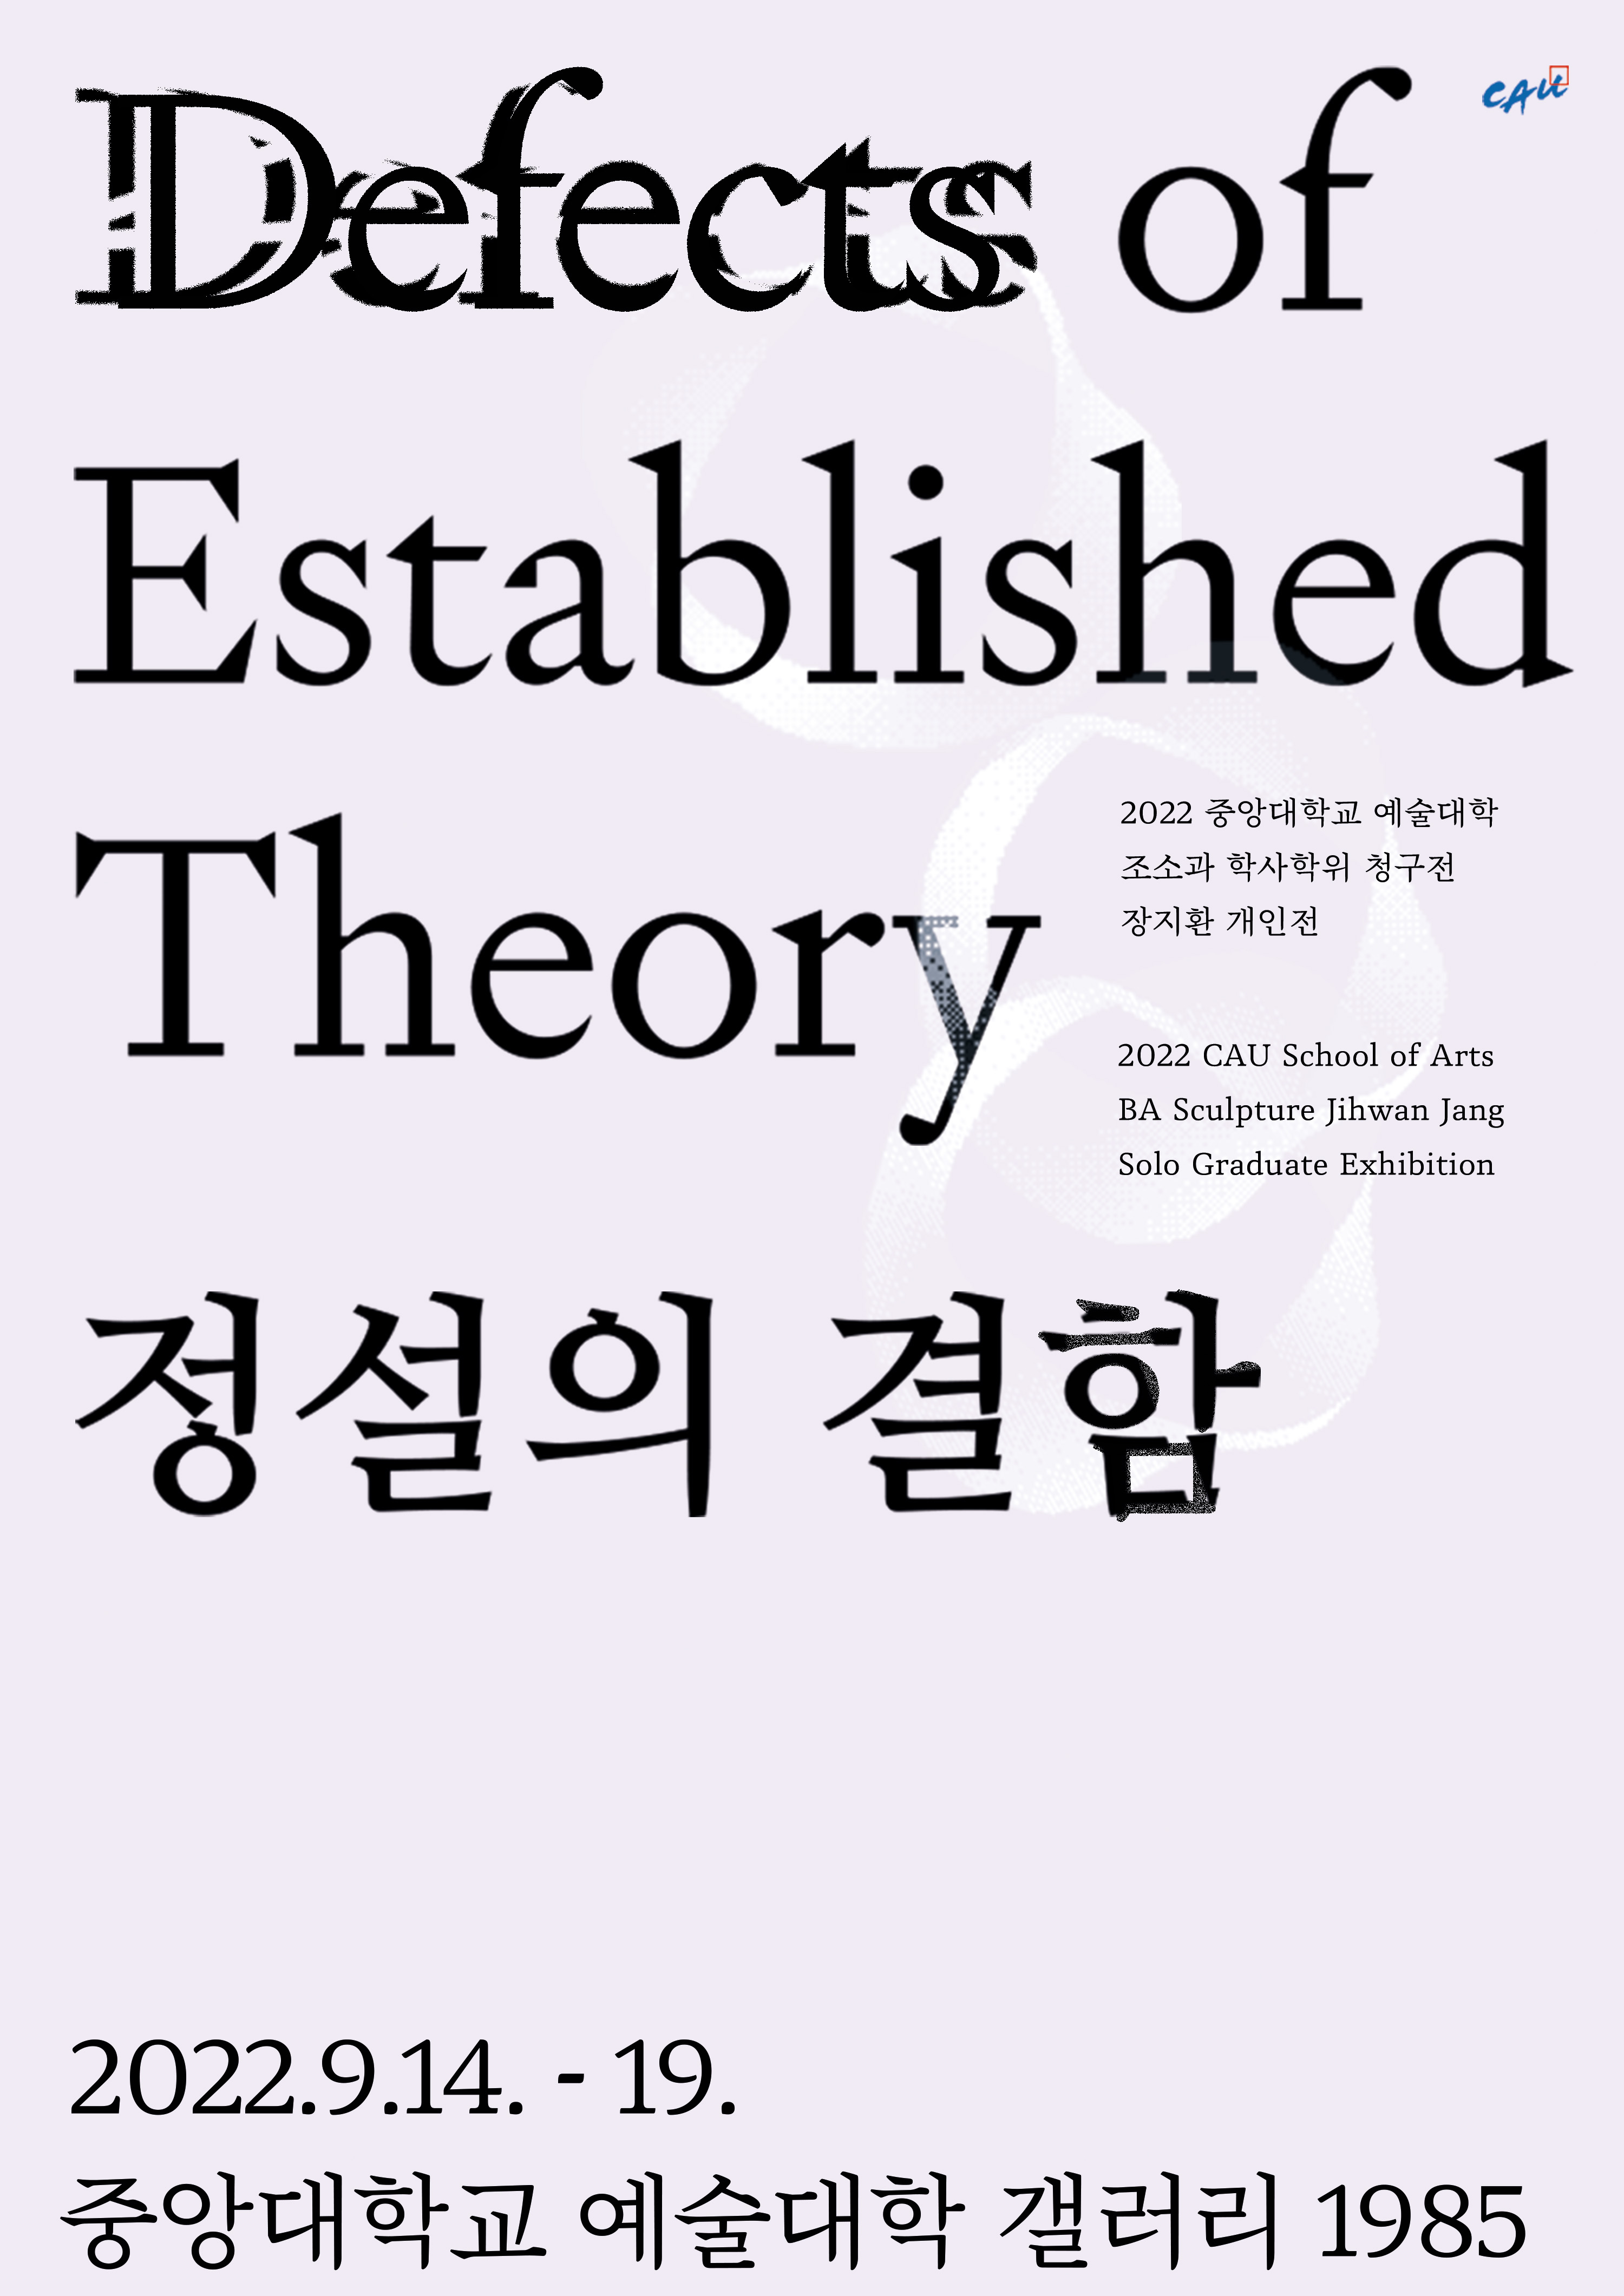 Defects of
CAU
Established
Theory
2022 중앙대학교 예술대학
조소과 학사학위 청구전
장지환 개인전
2022 CAU School of Arts
BA Sculpture Jihwan Jang
Solo Graduate Exhibition
정설의 결함
2022.9.14. - 19.
중앙대학교 예술대학 갤러리 1985